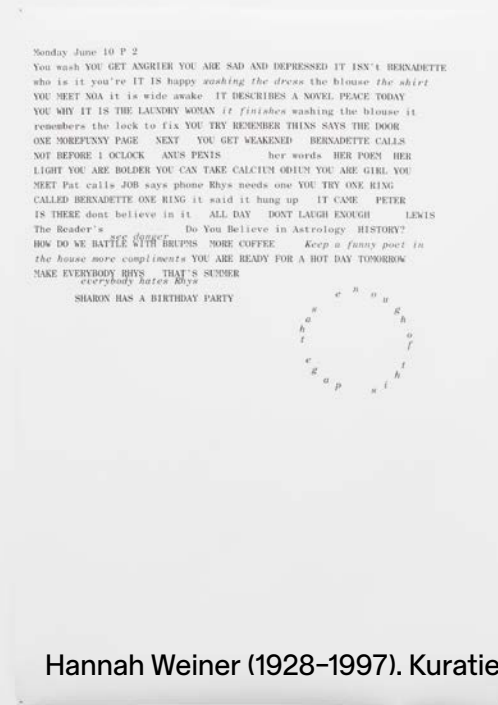 Monday June 10 P 2
You wash YOU GET ANGRIER YOU ARE SAD AND DEPRESSED IT ISN't BERNADETTE
who is it you're IT IS happy washing the dress the blouse the shirt
YOU MEET NOA it is wide awake IT DESCRIBES A NOVEL PEACE TODAY
YOU WHY IT IS THE LAUNDRY WOMAN it finishes washing the blouse it
remembers the lock to fix YOU TRY REMEMBER THINS SAYS THE DOOR
ONE MOREFUNNY PAGE NEXT YOU GET WEAKENED BERNADETTE CALLS
NOT BEFORE 1 OCLOCK ANUS PENIS her words HER POEM HER
LIGHT YOU ARE BOLDER YOU CAN TAKE CALCIUM ODIUM YOU ARE GIRL YOU
MEET Pat calls JOB says phone Rhys needs one YOU TRY ONE RING
CALLED BERNADETTE ONE RING it said it hung up IT CAME PETER
IS THERE dont believe in it ALL DAY DONT LAUGH ENOUGH LEWIS
The Reader's Do You Believe in Astrology HISTORY?
see danger
HOW DO WE BATTLE WITH BRUPMS MORE COFFEE Keep a funny poet in
the house more compliments YOU ARE READY FOR A HOT DAY TOMORROW
MAKE EVERYBODY RHYS THAT'S SUMMER
everybody hates Rhys
SHARON HAS A BIRTHDAY PARTY
thas enough of this page
Hannah Weiner (1928–1997). Kuratie